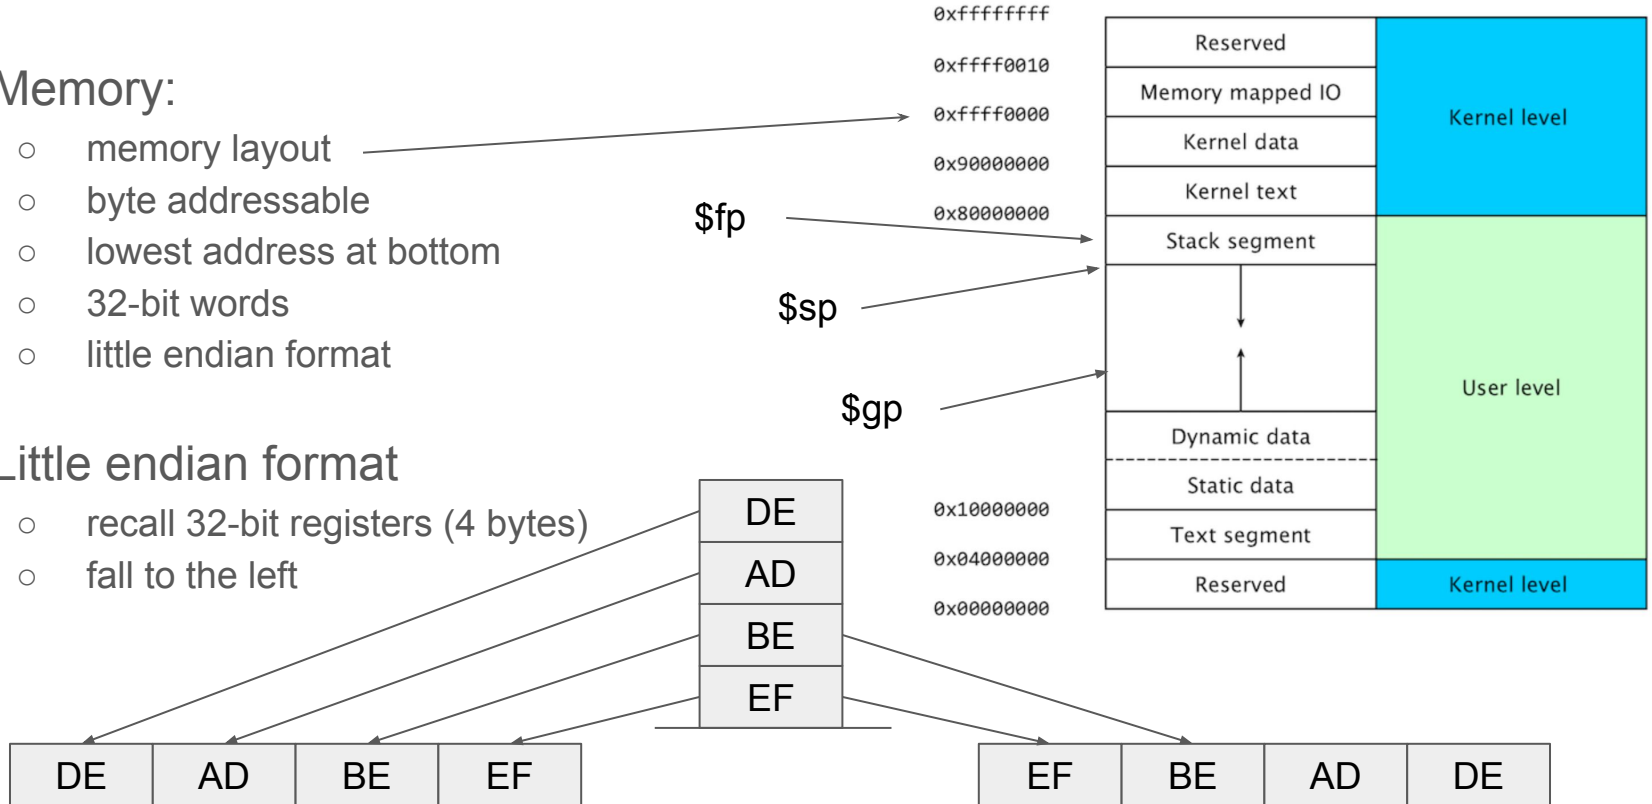 Memory:
○ memory layout
○ byte addressable
○ lowest address at bottom
○ 32-bit words
○ little endian format
Little endian format
○ recall 32-bit registers (4 bytes)
○ fall to the left
$fp
$sp
$gp
0xffffffff
0xffff0010
0xffff0000
0x90000000
0x80000000
0x10000000
0x04000000
0x00000000
Reserved
Memory mapped IO
Kernel data
Kernel text
Stack segment
Dynamic data
Static data
Text segment
Reserved
Kernel level
User level
Kernel level
DE
AD
BE
EF
DE AD BE EF
EF BE AD DE